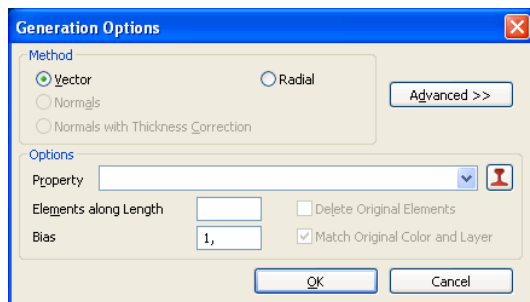 Generation Options
Method
Vector
Radial
Advanced >>
Normals
Normals with Thickness Correction
Options
Property
Elements along Length
Delete Original Elements
Bias
1,
Match Original Color and Layer
OK
Cancel